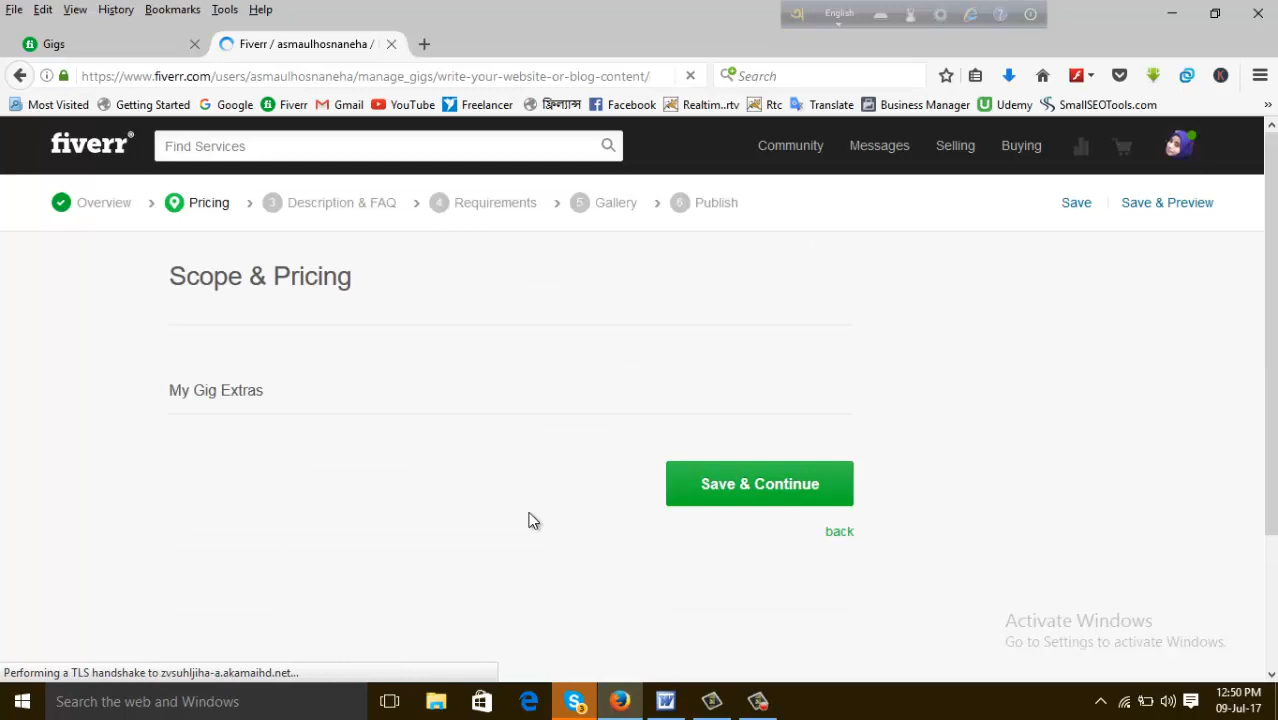 File Edit View History Bookmarks Tools Help
অ English
Gigs
Fiverr / asmaulhosnaneha /
https://www.fiverr.com/users/asmaulhosnaneha/manage_gigs/write-your-website-or-blog-content/
Search
Most Visited Getting Started Google Fiverr Gmail YouTube Freelancer ফ্রিল্যান্স Facebook Realtim..rtv Rtc Translate Business Manager Udemy SmallSEOTools.com
fiverr® Find Services Community Messages Selling Buying
Overview Pricing 3 Description & FAQ 4 Requirements 5 Gallery 6 Publish Save Save & Preview
Scope & Pricing
My Gig Extras
Save & Continue
back
Activate Windows
Go to Settings to activate Windows.
Performing a TLS handshake to zvsuhljiha-a.akamaihd.net...
Search the web and Windows
12:50 PM
09-Jul-17